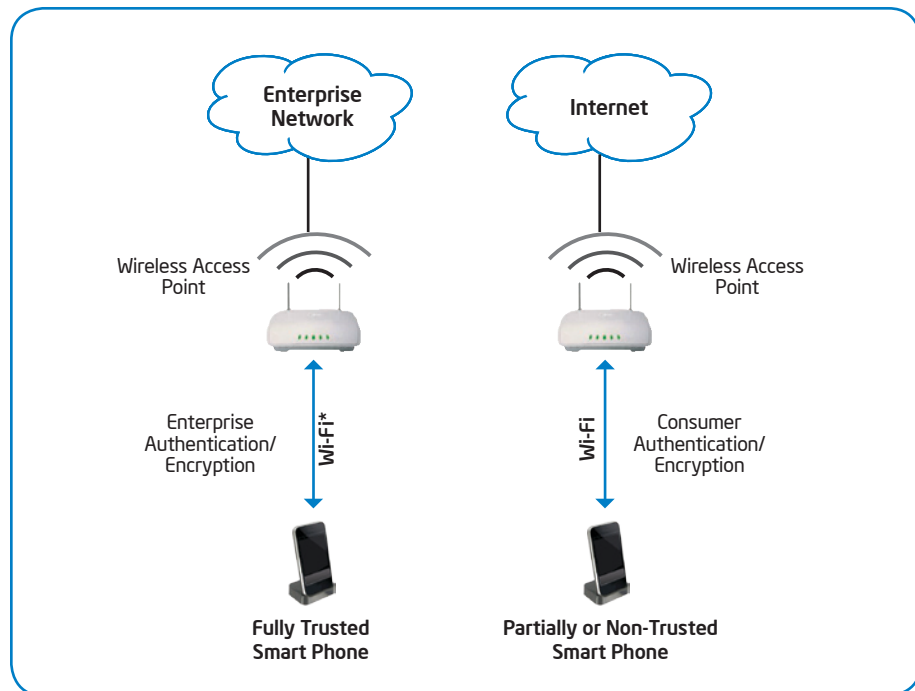 Enterprise
Network
Wireless Access
Point
Enterprise
Authentication/
Encryption
Wi-Fi*
Fully Trusted
Smart Phone
Internet
Wireless Access
Point
Wi-Fi
Consumer
Authentication/
Encryption
Partially or Non-Trusted
Smart Phone